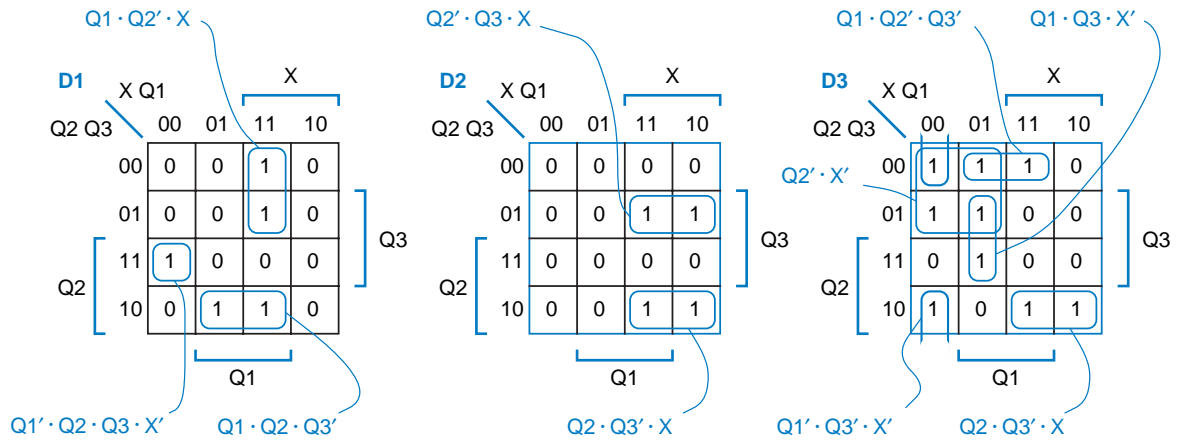 Q1 · Q2′ · X
Q2′ · Q3 · X
Q1 · Q2′ · Q3′
Q1 · Q3 · X′
D1
X Q1
X
Q2 Q3
00 01 11 10
00 0 0 1 0
01 0 0 1 0
11 1 0 0 0
10 0 1 1 0
Q3
Q2
Q1
Q1′ · Q2 · Q3 · X′
Q1 · Q2 · Q3′
D2
X Q1
X
Q2 Q3
00 01 11 10
00 0 0 0 0
01 0 0 1 1
11 0 0 0 0
10 0 0 1 1
Q3
Q2
Q1
Q2 · Q3′ · X
D3
X Q1
X
Q2 Q3
00 01 11 10
Q2′ · X′
00 1 1 1 0
01 1 1 0 0
11 0 1 0 0
10 1 0 1 1
Q3
Q2
Q1
Q1′ · Q3′ · X′
Q2 · Q3′ · X